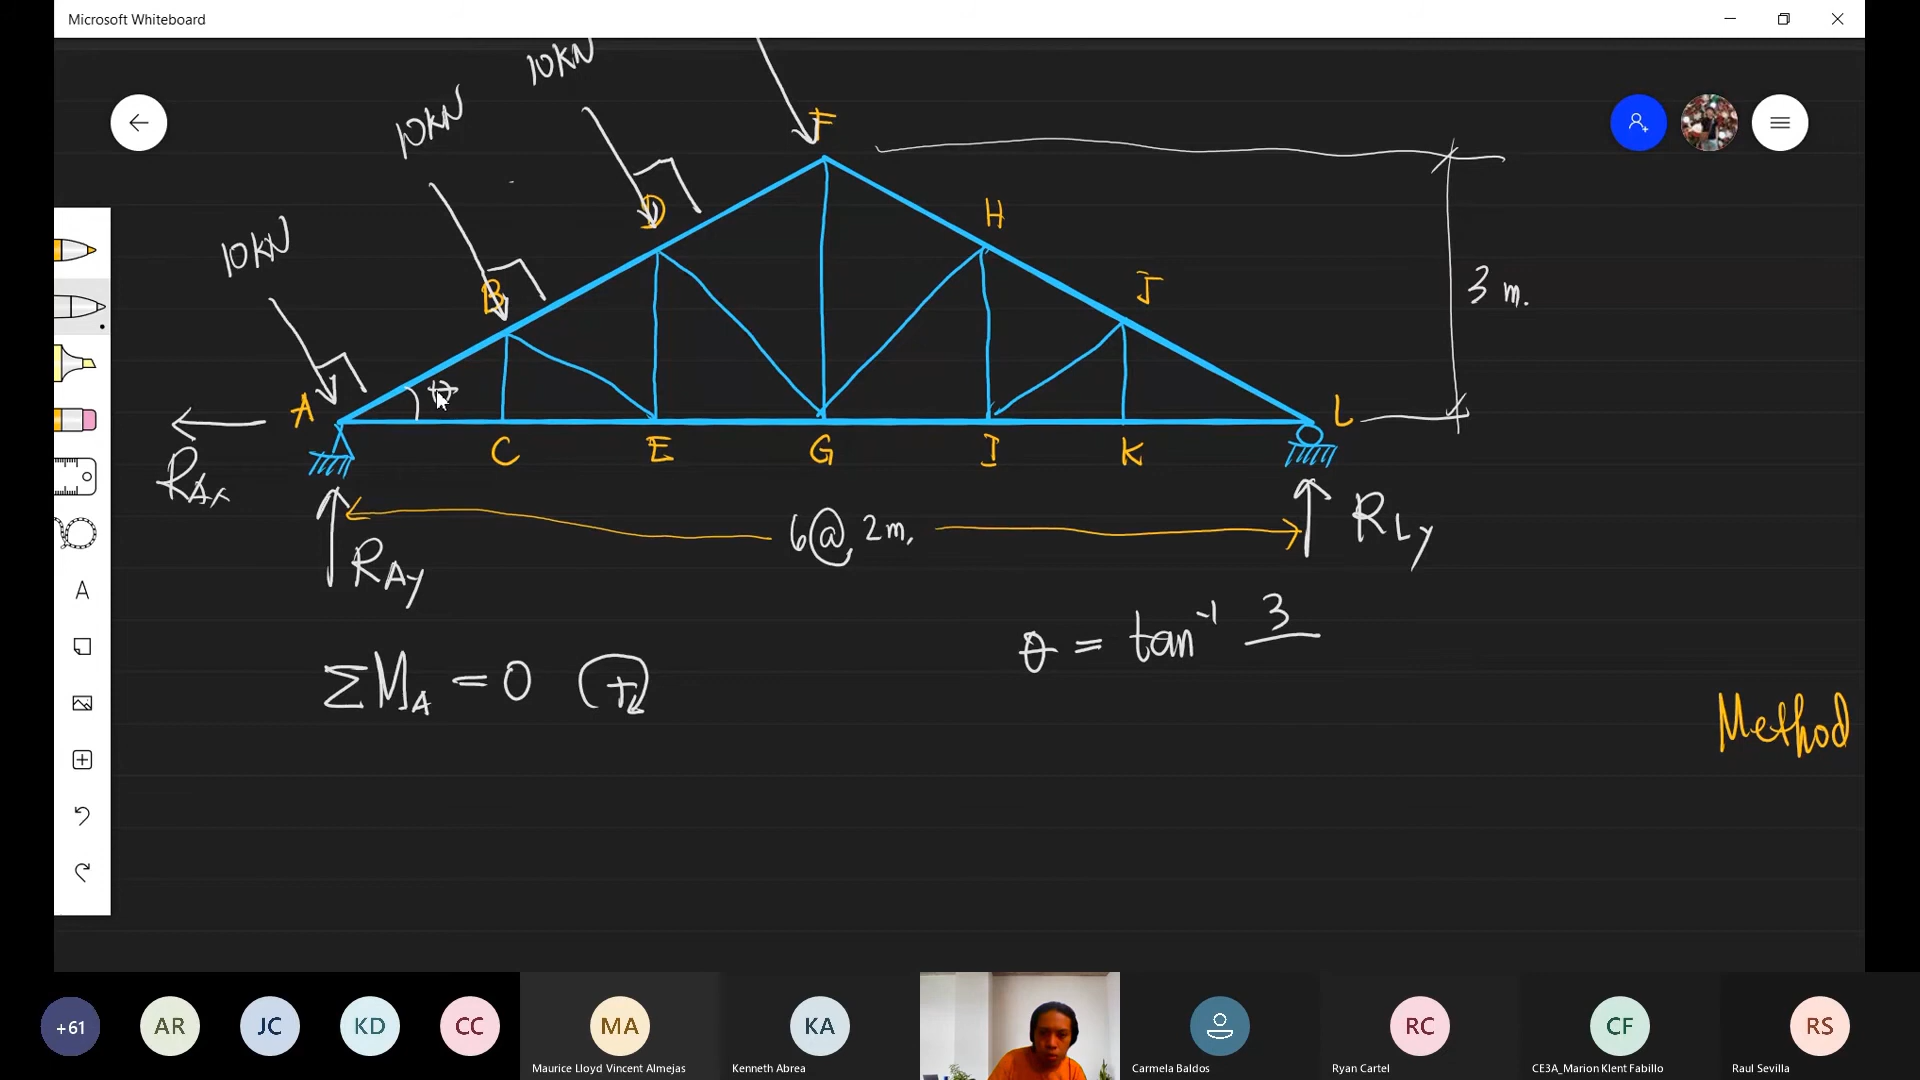 Microsoft Whiteboard
10KN
10KN
10KN
F
D
H
B
J
3 m.
A
θ
L
C
E
G
I
K
RAx
RAy
6@ 2m.
RLy
θ = tan⁻¹ 3
ΣMA = 0 (+)
Method
A
+61
AR
JC
KD
CC
MA
KA
RC
CF
RS
Maurice Lloyd Vincent Almejas
Kenneth Abrea
Carmela Baldos
Ryan Cartel
CE3A_Marion Klent Fabillo
Raul Sevilla